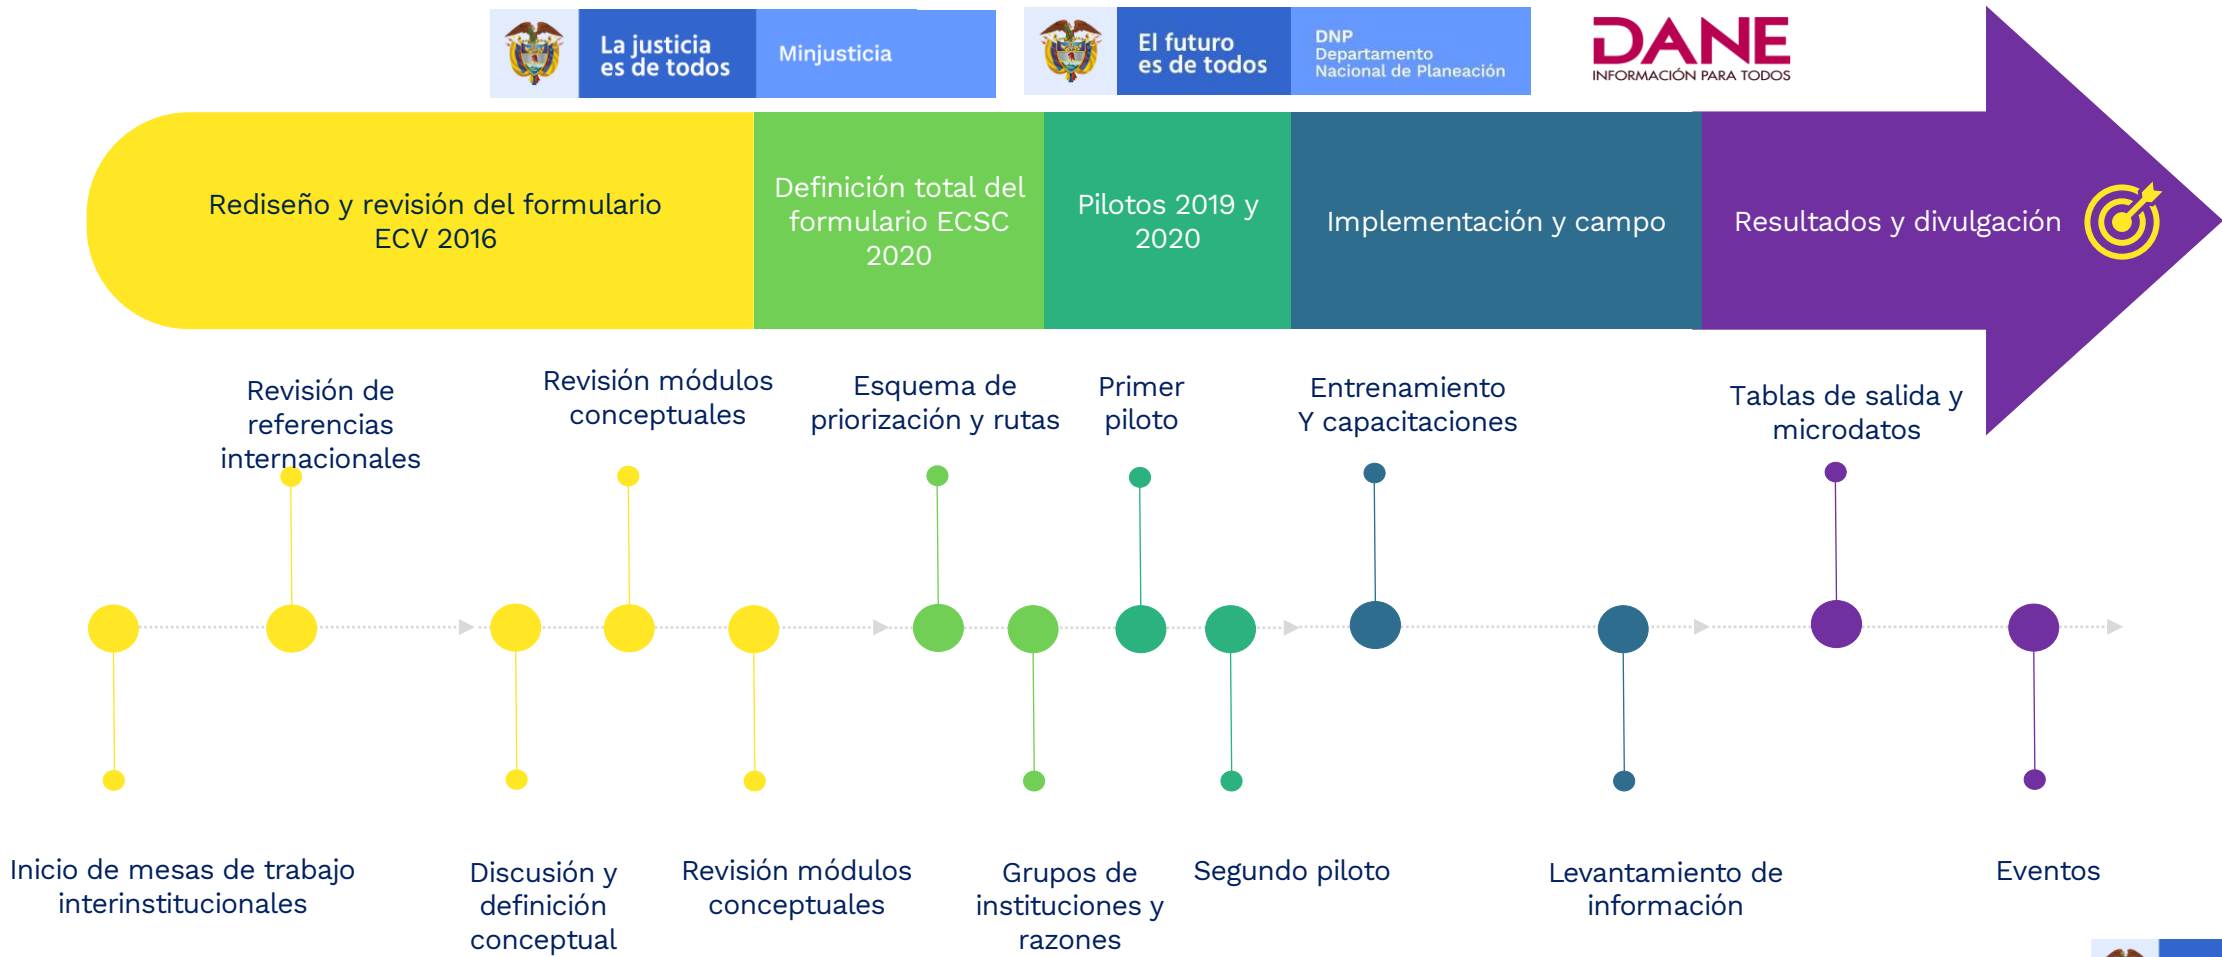 La justicia
es de todos
Minjusticia
El futuro
es de todos
DNP
Departamento
Nacional de Planeación
DANE
INFORMACIÓN PARA TODOS
Rediseño y revisión del formulario
ECV 2016
Definición total del
formulario ECSC
2020
Pilotos 2019 y
2020
Implementación y campo
Resultados y divulgación
Revisión de
referencias
internacionales
Revisión módulos
conceptuales
Esquema de
priorización y rutas
Primer
piloto
Entrenamiento
Y capacitaciones
Tablas de salida y
microdatos
Inicio de mesas de trabajo
interinstitucionales
Discusión y
definición
conceptual
Revisión módulos
conceptuales
Grupos de
instituciones y
razones
Segundo piloto
Levantamiento de
información
Eventos